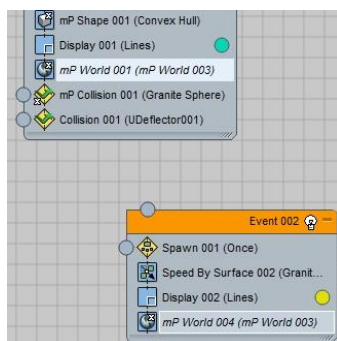 mP Shape 001 (Convex Hull)
Display 001 (Lines)
mP World 001 (mP World 003)
mP Collision 001 (Granite Sphere)
Collision 001 (UDeflector001)
Event 002
Spawn 001 (Once)
Speed By Surface 002 (Granit...
Display 002 (Lines)
mP World 004 (mP World 003)